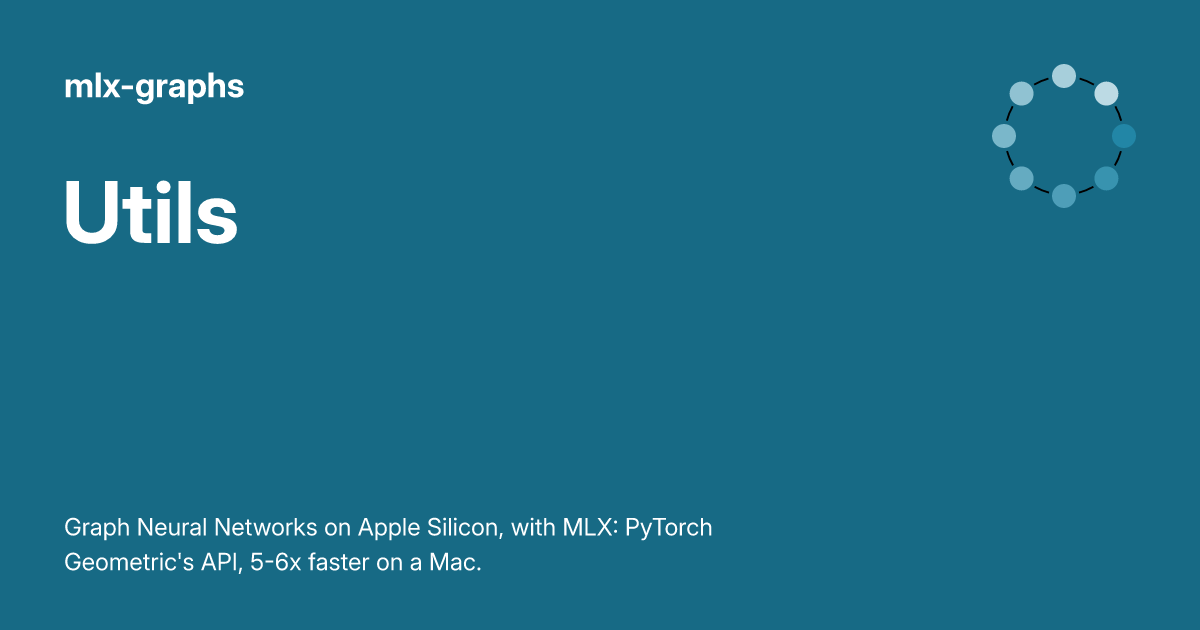 mlx-graphs
Utils
Graph Neural Networks on Apple Silicon, with MLX: PyTorch
Geometric's API, 5-6x faster on a Mac.